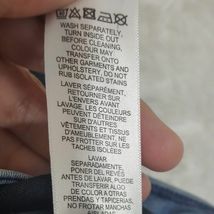 WASH SEPARATELY,
TURN INSIDE OUT
BEFORE CLEANING,
COLOUR MAY
TRANSFER ONTO
OTHER GARMENTS AND
UPHOLSTERY, DO NOT
RUB ISOLATED STAINS
LAVER SÉPARÉMENT,
RETOURNER SUR
L'ENVERS AVANT
LAVAGE, LES COULEURS
PEUVENT DÉTEINDRE
SUR D'AUTRES
VÊTEMENTS ET TISSUS
D'AMEUBLEMENT, NE
PAS FROTTER SUR LES
TACHES ISOLÉES
LAVAR
SEPARADAMENTE,
PONER DEL REVÉS
ANTES DE LAVAR, PUEDE
TRANSFERIR ALGO
DE COLOR A OTRAS
PRENDAS Y TAPICERÍAS,
NO FROTAR MANCHAS
AISLADAS